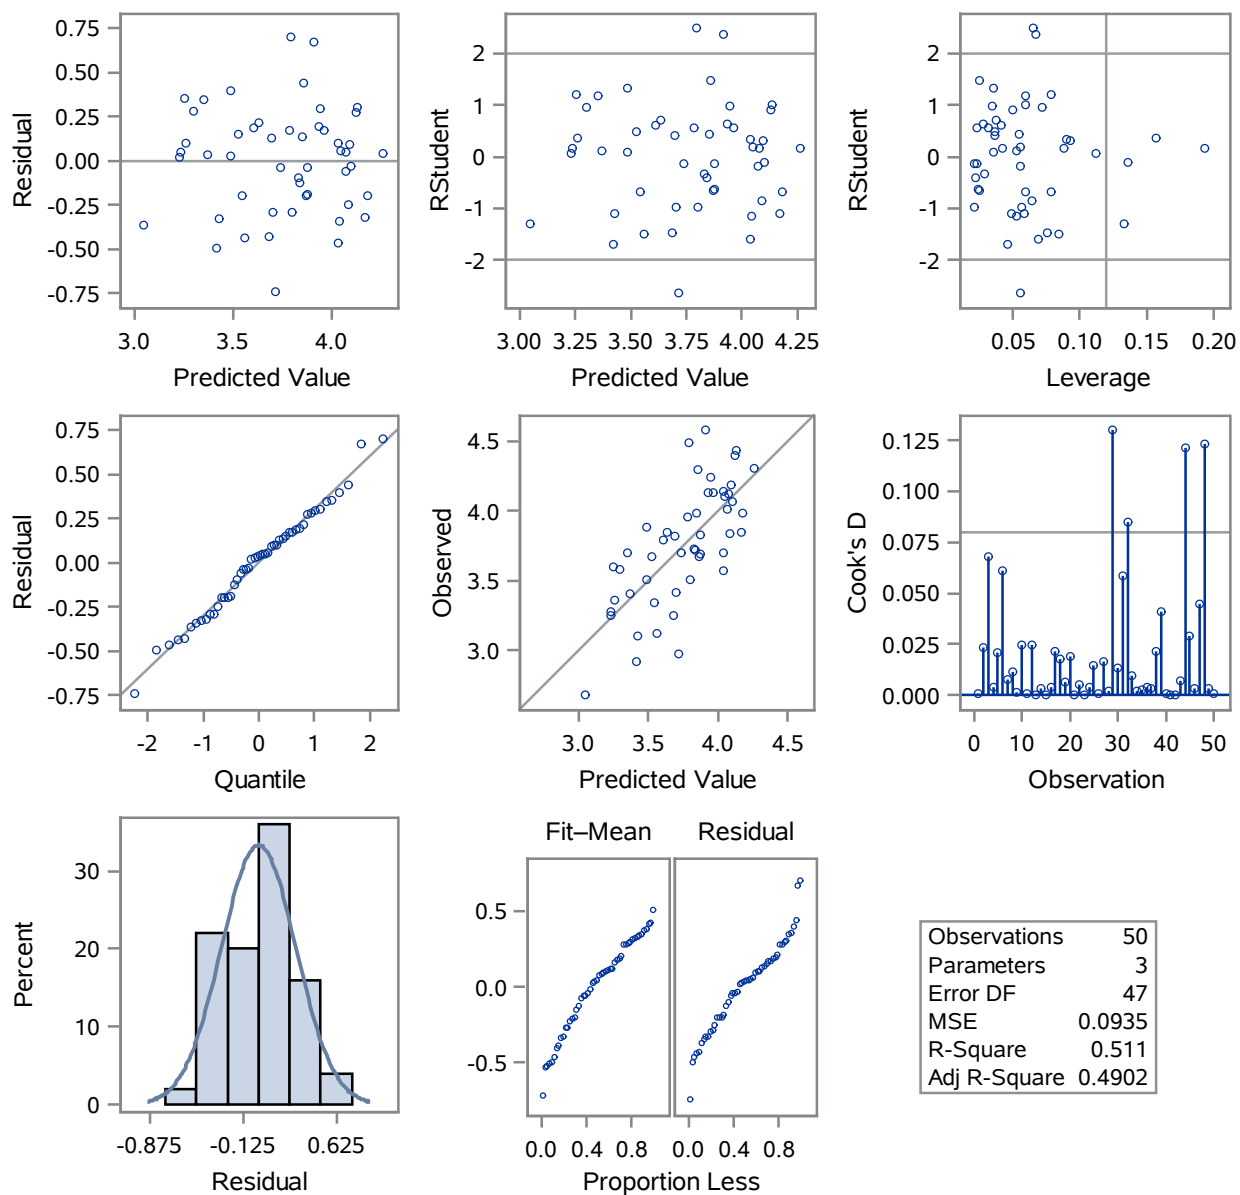 0.75
0.50
0.25
0.00
-0.25
-0.50
-0.75
Residual
3.0 3.5 4.0
Predicted Value
2
1
0
-1
-2
RStudent
3.00 3.25 3.50 3.75 4.00 4.25
Predicted Value
2
1
0
-1
-2
RStudent
0.05 0.10 0.15 0.20
Leverage
0.75
0.50
0.25
0.00
-0.25
-0.50
-0.75
Residual
-2 -1 0 1 2
Quantile
4.5
4.0
3.5
3.0
Observed
3.0 3.5 4.0 4.5
Predicted Value
0.125
0.100
0.075
0.050
0.025
0.000
Cook's D
0 10 20 30 40 50
Observation
30
20
10
0
Percent
-0.875 -0.125 0.625
Residual
Fit–Mean Residual
0.5
0.0
-0.5
0.0 0.4 0.8 0.0 0.4 0.8
Proportion Less
Observations 50
Parameters 3
Error DF 47
MSE 0.0935
R-Square 0.511
Adj R-Square 0.4902